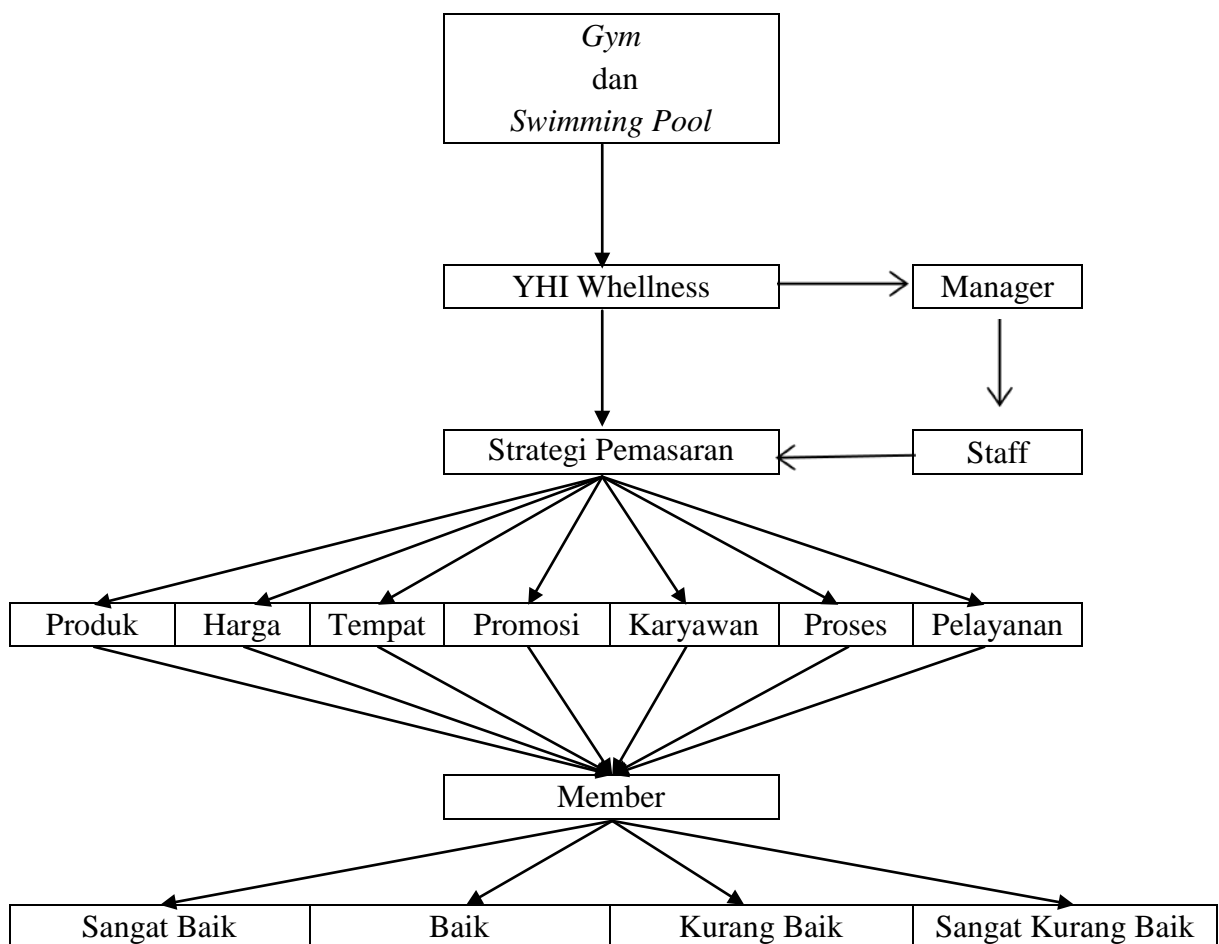 Gym
dan
Swimming Pool
YHI Whellness
Manager
Strategi Pemasaran
Staff
Produk
Harga
Tempat
Promosi
Karyawan
Proses
Pelayanan
Member
Sangat Baik
Baik
Kurang Baik
Sangat Kurang Baik